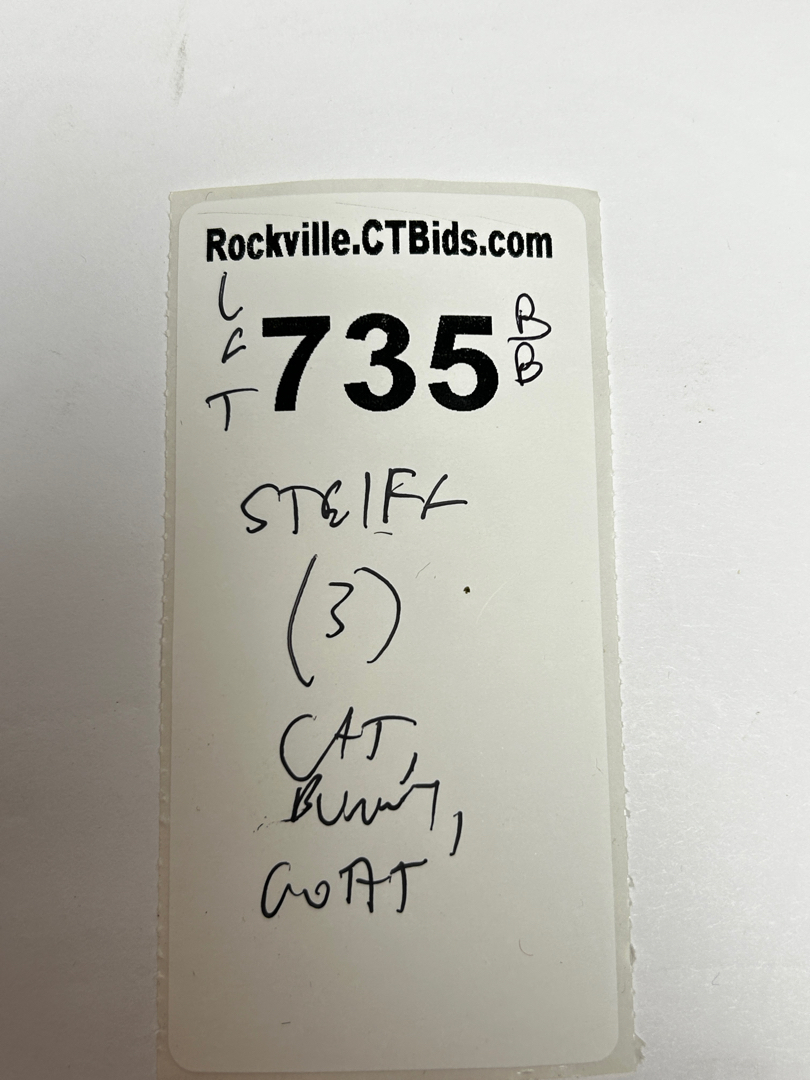 Rockville.CTBids.com
L
F
T
735
B
B
STEIFF
(3)
CAT,
BUNNY,
GOAT